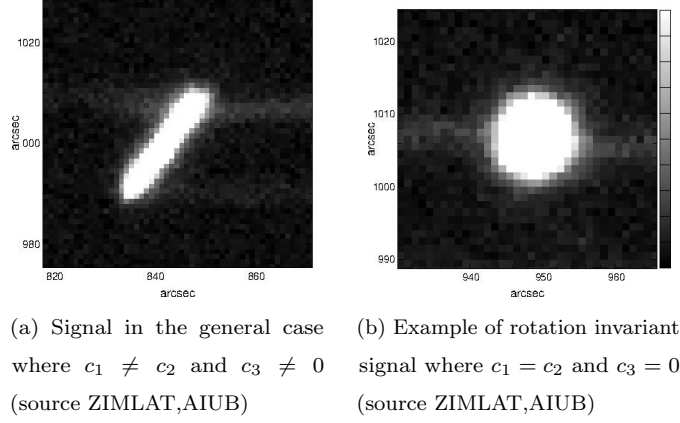 1020
000
980
arcsec
820
840
860
arcsec
1020
1010
1000
990
arcsec
940
950
960
arcsec
(a) Signal in the general case
where c₁ ≠ c₂ and c₃ ≠ 0
(source ZIMLAT,AIUB)
(b) Example of rotation invariant
signal where c₁ = c₂ and c₃ = 0
(source ZIMLAT,AIUB)